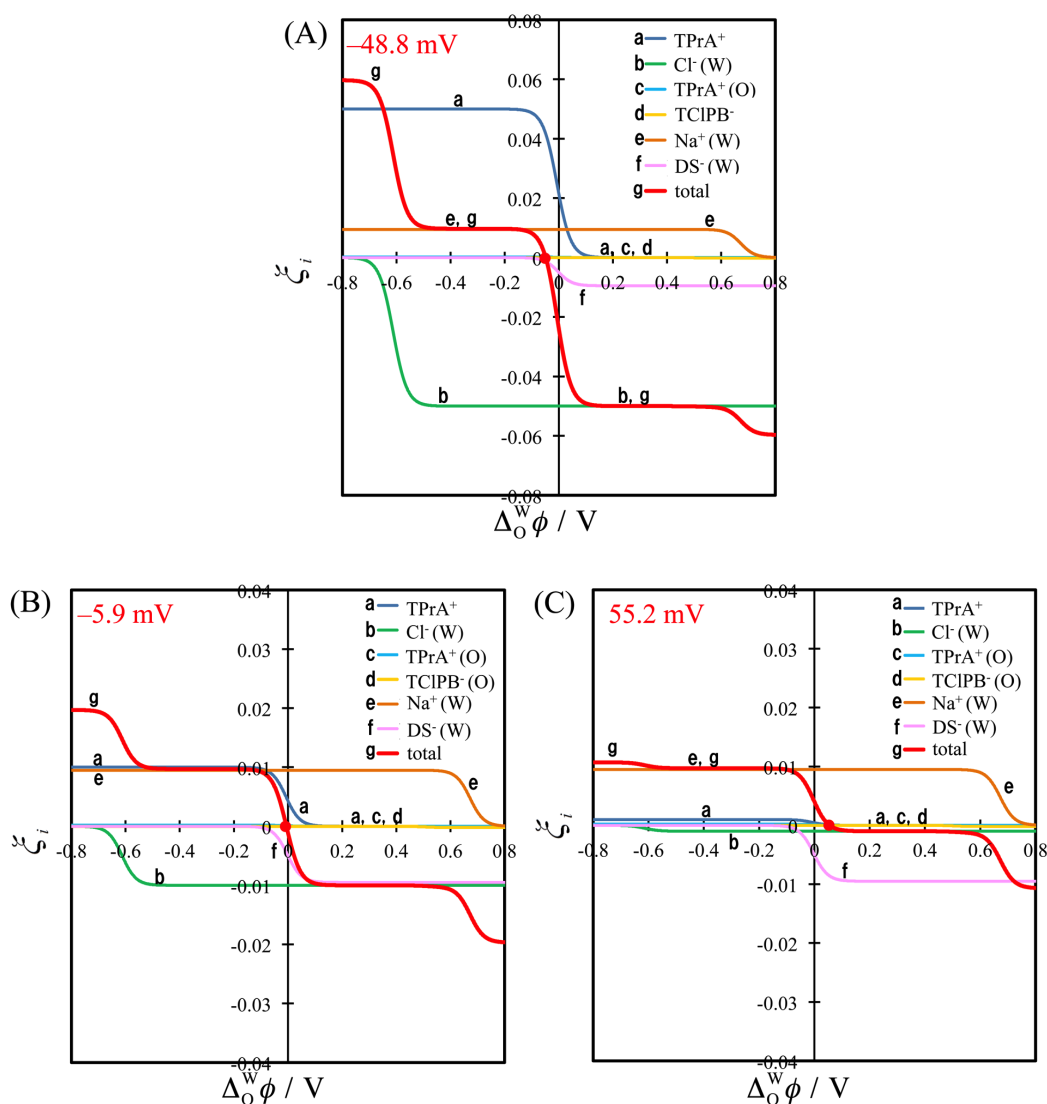 (A)
–48.8 mV
a TPrA⁺
b Cl⁻ (W)
c TPrA⁺ (O)
d TClPB⁻
e Na⁺ (W)
f DS⁻ (W)
g total
0.08
0.06
0.04
0.02
0
-0.02
-0.04
-0.06
-0.08
-0.8 -0.6 -0.4 -0.2 0 0.2 0.4 0.6 0.8
g
a
e, g
e
a, c, d
f
b
b, g
ξᵢ
Δ_O^W ϕ / V
(B)
–5.9 mV
a TPrA⁺
b Cl⁻ (W)
c TPrA⁺ (O)
d TClPB⁻ (O)
e Na⁺ (W)
f DS⁻ (W)
g total
0.04
0.03
0.02
0.01
0
-0.01
-0.02
-0.03
-0.04
-0.8 -0.6 -0.4 -0.2 0 0.2 0.4 0.6 0.8
g
a
e
a
a, c, d
e
f
b
ξᵢ
Δ_O^W ϕ / V
(C)
55.2 mV
a TPrA⁺
b Cl⁻ (W)
c TPrA⁺ (O)
d TClPB⁻ (O)
e Na⁺ (W)
f DS⁻ (W)
g total
0.04
0.03
0.02
0.01
0
-0.01
-0.02
-0.03
-0.04
-0.8 -0.6 -0.4 -0.2 0 0.2 0.4 0.6 0.8
g
e, g
e
a
a, c, d
b
f
ξᵢ
Δ_O^W ϕ / V